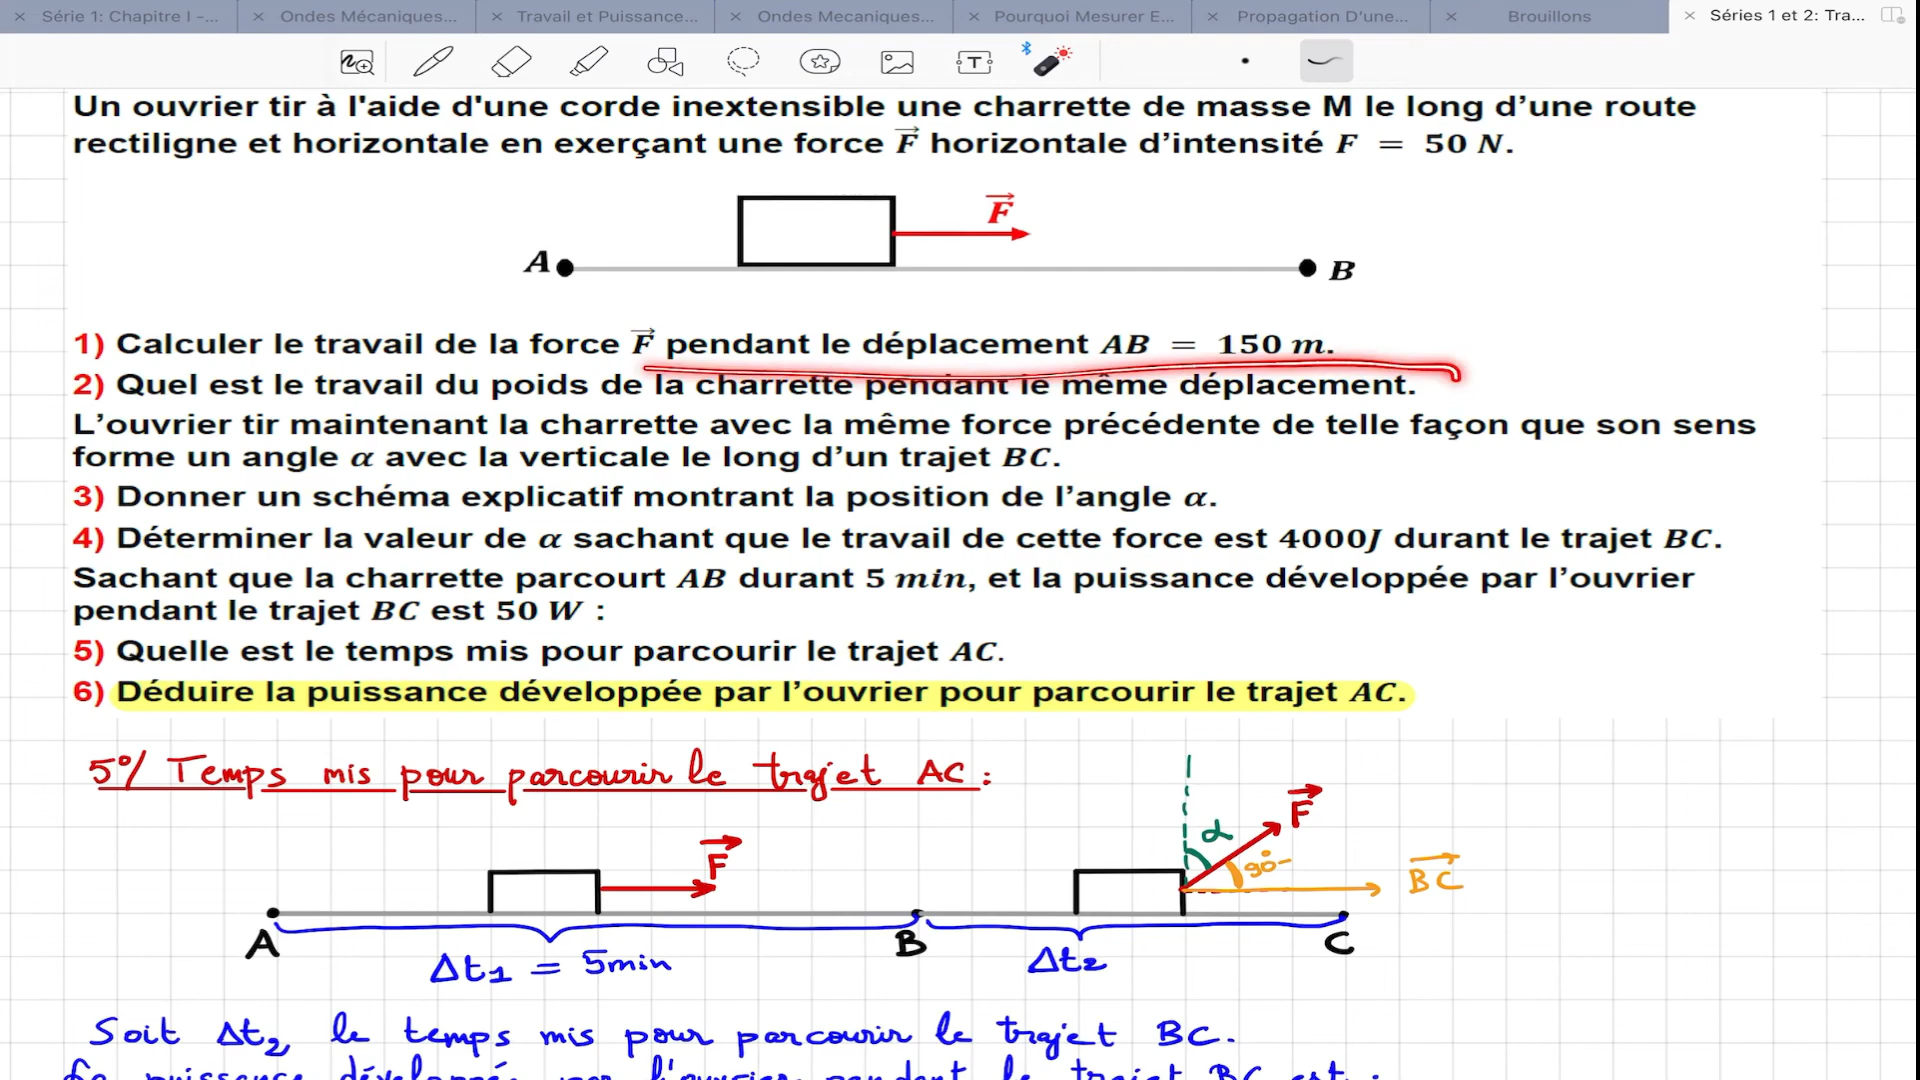 Série 1: Chapitre I -...
Ondes Mécaniques...
Travail et Puissance...
Ondes Mecaniques...
Pourquoi Mesurer E...
Propagation D'une...
Brouillons
Séries 1 et 2: Tra...
Un ouvrier tir à l'aide d'une corde inextensible une charrette de masse M le long d’une route
rectiligne et horizontale en exerçant une force F⃗ horizontale d’intensité F = 50 N.
F⃗
A
B
1) Calculer le travail de la force F⃗ pendant le déplacement AB = 150 m.
2) Quel est le travail du poids de la charrette pendant le même déplacement.
L’ouvrier tir maintenant la charrette avec la même force précédente de telle façon que son sens
forme un angle α avec la verticale le long d’un trajet BC.
3) Donner un schéma explicatif montrant la position de l’angle α.
4) Déterminer la valeur de α sachant que le travail de cette force est 4000J durant le trajet BC.
Sachant que la charrette parcourt AB durant 5 min, et la puissance développée par l’ouvrier
pendant le trajet BC est 50 W :
5) Quelle est le temps mis pour parcourir le trajet AC.
6) Déduire la puissance développée par l’ouvrier pour parcourir le trajet AC.
5°/ Temps mis pour parcourir le trajet AC :
F⃗
F⃗
α
90-
BC⃗
A
B
C
Δt1 = 5min
Δt2
Soit Δt2 le temps mis pour parcourir le trajet BC.
La puissance développée par l'ouvrier pendant le trajet BC est :